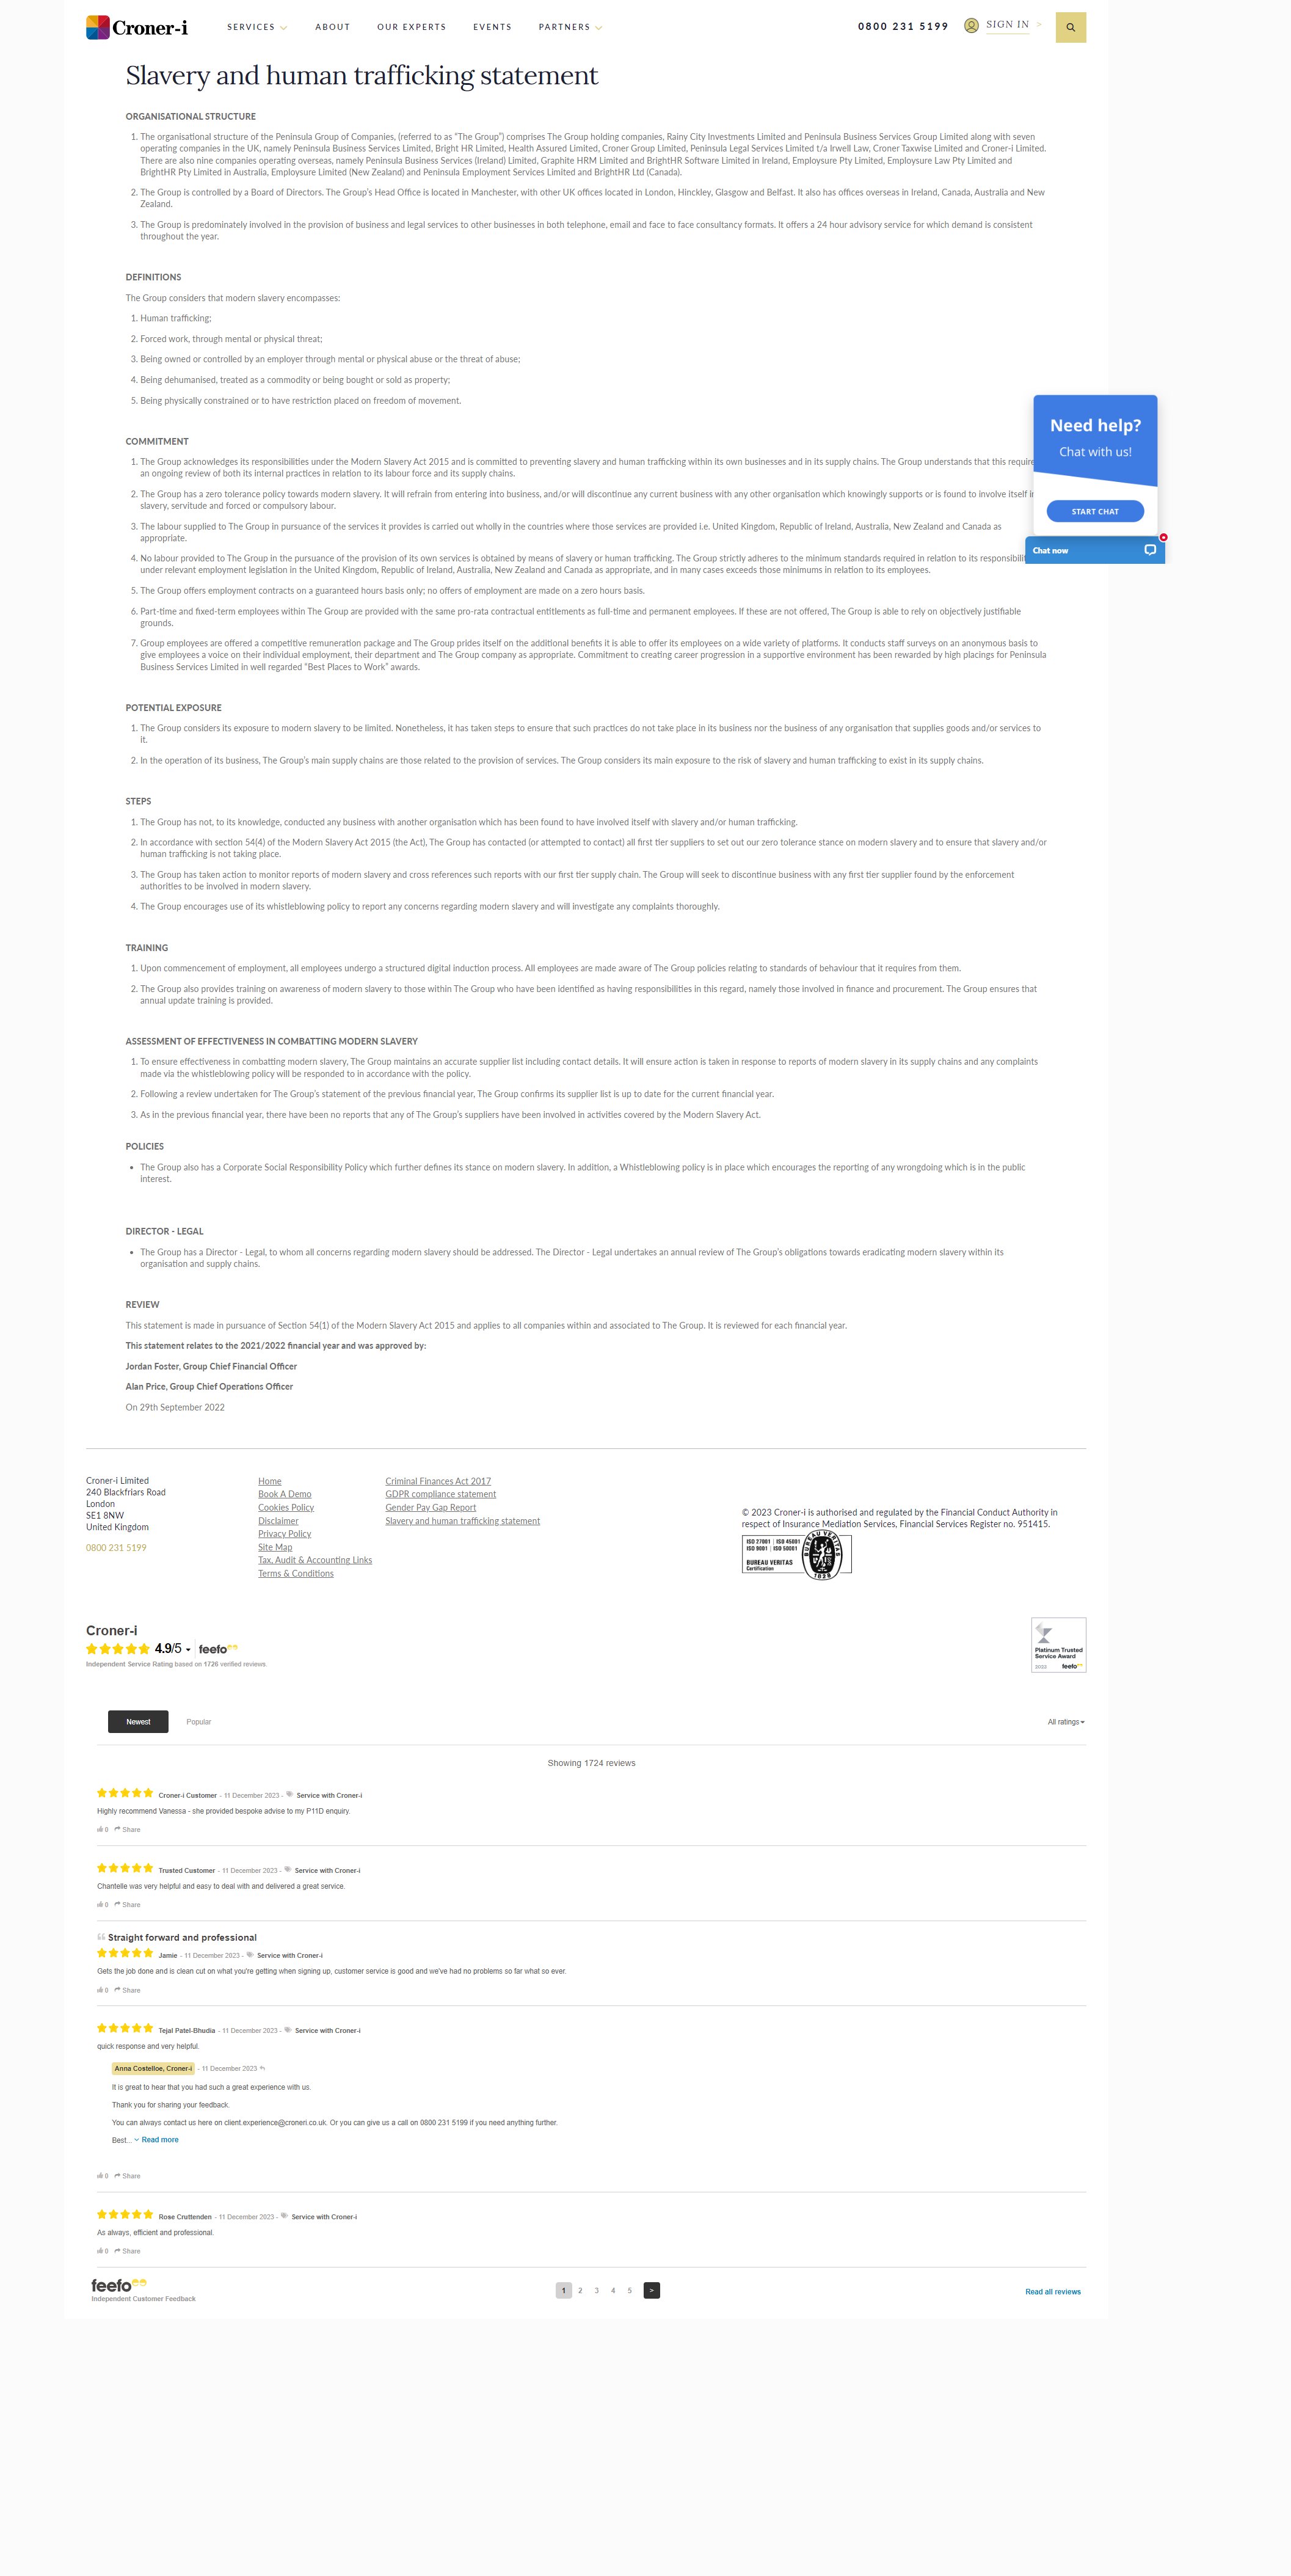 Croner-i
SERVICES
ABOUT
OUR EXPERTS
EVENTS
PARTNERS
0800 231 5199
SIGN IN >
Slavery and human trafficking statement
ORGANISATIONAL STRUCTURE
1. The organisational structure of the Peninsula Group of Companies, (referred to as “The Group”) comprises The Group holding companies, Rainy City Investments Limited and Peninsula Business Services Group Limited along with seven
operating companies in the UK, namely Peninsula Business Services Limited, Bright HR Limited, Health Assured Limited, Croner Group Limited, Peninsula Legal Services Limited t/a Irwell Law, Croner Taxwise Limited and Croner-i Limited.
There are also nine companies operating overseas, namely Peninsula Business Services (Ireland) Limited, Graphite HRM Limited and BrightHR Software Limited in Ireland, Employsure Pty Limited, Employsure Law Pty Limited and
BrightHR Pty Limited in Australia, Employsure Limited (New Zealand) and Peninsula Employment Services Limited and BrightHR Ltd (Canada).
2. The Group is controlled by a Board of Directors. The Group’s Head Office is located in Manchester, with other UK offices located in London, Hinckley, Glasgow and Belfast. It also has offices overseas in Ireland, Canada, Australia and New
Zealand.
3. The Group is predominately involved in the provision of business and legal services to other businesses in both telephone, email and face to face consultancy formats. It offers a 24 hour advisory service for which demand is consistent
throughout the year.
DEFINITIONS
The Group considers that modern slavery encompasses:
1. Human trafficking;
2. Forced work, through mental or physical threat;
3. Being owned or controlled by an employer through mental or physical abuse or the threat of abuse;
4. Being dehumanised, treated as a commodity or being bought or sold as property;
5. Being physically constrained or to have restriction placed on freedom of movement.
Need help?
Chat with us!
START CHAT
Chat now
COMMITMENT
1. The Group acknowledges its responsibilities under the Modern Slavery Act 2015 and is committed to preventing slavery and human trafficking within its own businesses and in its supply chains. The Group understands that this require
an ongoing review of both its internal practices in relation to its labour force and its supply chains.
2. The Group has a zero tolerance policy towards modern slavery. It will refrain from entering into business, and/or will discontinue any current business with any other organisation which knowingly supports or is found to involve itself in
slavery, servitude and forced or compulsory labour.
3. The labour supplied to The Group in pursuance of the services it provides is carried out wholly in the countries where those services are provided i.e. United Kingdom, Republic of Ireland, Australia, New Zealand and Canada as
appropriate.
4. No labour provided to The Group in the pursuance of the provision of its own services is obtained by means of slavery or human trafficking. The Group strictly adheres to the minimum standards required in relation to its responsibilit
under relevant employment legislation in the United Kingdom, Republic of Ireland, Australia, New Zealand and Canada as appropriate, and in many cases exceeds those minimums in relation to its employees.
5. The Group offers employment contracts on a guaranteed hours basis only; no offers of employment are made on a zero hours basis.
6. Part-time and fixed-term employees within The Group are provided with the same pro-rata contractual entitlements as full-time and permanent employees. If these are not offered, The Group is able to rely on objectively justifiable
grounds.
7. Group employees are offered a competitive remuneration package and The Group prides itself on the additional benefits it is able to offer its employees on a wide variety of platforms. It conducts staff surveys on an anonymous basis to
give employees a voice on their individual employment, their department and The Group company as appropriate. Commitment to creating career progression in a supportive environment has been rewarded by high placings for Peninsula
Business Services Limited in well regarded “Best Places to Work” awards.
POTENTIAL EXPOSURE
1. The Group considers its exposure to modern slavery to be limited. Nonetheless, it has taken steps to ensure that such practices do not take place in its business nor the business of any organisation that supplies goods and/or services to
it.
2. In the operation of its business, The Group’s main supply chains are those related to the provision of services. The Group considers its main exposure to the risk of slavery and human trafficking to exist in its supply chains.
STEPS
1. The Group has not, to its knowledge, conducted any business with another organisation which has been found to have involved itself with slavery and/or human trafficking.
2. In accordance with section 54(4) of the Modern Slavery Act 2015 (the Act), The Group has contacted (or attempted to contact) all first tier suppliers to set out our zero tolerance stance on modern slavery and to ensure that slavery and/or
human trafficking is not taking place.
3. The Group has taken action to monitor reports of modern slavery and cross references such reports with our first tier supply chain. The Group will seek to discontinue business with any first tier supplier found by the enforcement
authorities to be involved in modern slavery.
4. The Group encourages use of its whistleblowing policy to report any concerns regarding modern slavery and will investigate any complaints thoroughly.
TRAINING
1. Upon commencement of employment, all employees undergo a structured digital induction process. All employees are made aware of The Group policies relating to standards of behaviour that it requires from them.
2. The Group also provides training on awareness of modern slavery to those within The Group who have been identified as having responsibilities in this regard, namely those involved in finance and procurement. The Group ensures that
annual update training is provided.
ASSESSMENT OF EFFECTIVENESS IN COMBATTING MODERN SLAVERY
1. To ensure effectiveness in combatting modern slavery, The Group maintains an accurate supplier list including contact details. It will ensure action is taken in response to reports of modern slavery in its supply chains and any complaints
made via the whistleblowing policy will be responded to in accordance with the policy.
2. Following a review undertaken for The Group’s statement of the previous financial year, The Group confirms its supplier list is up to date for the current financial year.
3. As in the previous financial year, there have been no reports that any of The Group’s suppliers have been involved in activities covered by the Modern Slavery Act.
POLICIES
• The Group also has a Corporate Social Responsibility Policy which further defines its stance on modern slavery. In addition, a Whistleblowing policy is in place which encourages the reporting of any wrongdoing which is in the public
interest.
DIRECTOR - LEGAL
• The Group has a Director - Legal, to whom all concerns regarding modern slavery should be addressed. The Director - Legal undertakes an annual review of The Group’s obligations towards eradicating modern slavery within its
organisation and supply chains.
REVIEW
This statement is made in pursuance of Section 54(1) of the Modern Slavery Act 2015 and applies to all companies within and associated to The Group. It is reviewed for each financial year.
This statement relates to the 2021/2022 financial year and was approved by:
Jordan Foster, Group Chief Financial Officer
Alan Price, Group Chief Operations Officer
On 29th September 2022
Croner-i Limited
240 Blackfriars Road
London
SE1 8NW
United Kingdom
0800 231 5199
Home
Book A Demo
Cookies Policy
Disclaimer
Privacy Policy
Site Map
Tax, Audit & Accounting Links
Terms & Conditions
Criminal Finances Act 2017
GDPR compliance statement
Gender Pay Gap Report
Slavery and human trafficking statement
© 2023 Croner-i is authorised and regulated by the Financial Conduct Authority in
respect of Insurance Mediation Services, Financial Services Register no. 951415.
ISO 27001 | ISO 45001
ISO 9001 | ISO 50001
BUREAU VERITAS
Certification
BUREAU VERITAS
1828
Croner-i
4.9/5
feefo
Independent Service Rating based on 1726 verified reviews.
Platinum Trusted
Service Award
2023 feefo
Newest
Popular
All ratings
Showing 1724 reviews
Croner-i Customer - 11 December 2023 - Service with Croner-i
Highly recommend Vanessa - she provided bespoke advise to my P11D enquiry.
0 Share
Trusted Customer - 11 December 2023 - Service with Croner-i
Chantelle was very helpful and easy to deal with and delivered a great service.
0 Share
Straight forward and professional
Jamie - 11 December 2023 - Service with Croner-i
Gets the job done and is clean cut on what you're getting when signing up, customer service is good and we've had no problems so far what so ever.
0 Share
Tejal Patel-Bhudia - 11 December 2023 - Service with Croner-i
quick response and very helpful.
Anna Costelloe, Croner-i - 11 December 2023
It is great to hear that you had such a great experience with us.
Thank you for sharing your feedback.
You can always contact us here on client.experience@croneri.co.uk. Or you can give us a call on 0800 231 5199 if you need anything further.
Best... Read more
0 Share
Rose Cruttenden - 11 December 2023 - Service with Croner-i
As always, efficient and professional.
0 Share
feefo
Independent Customer Feedback
1 2 3 4 5 >
Read all reviews